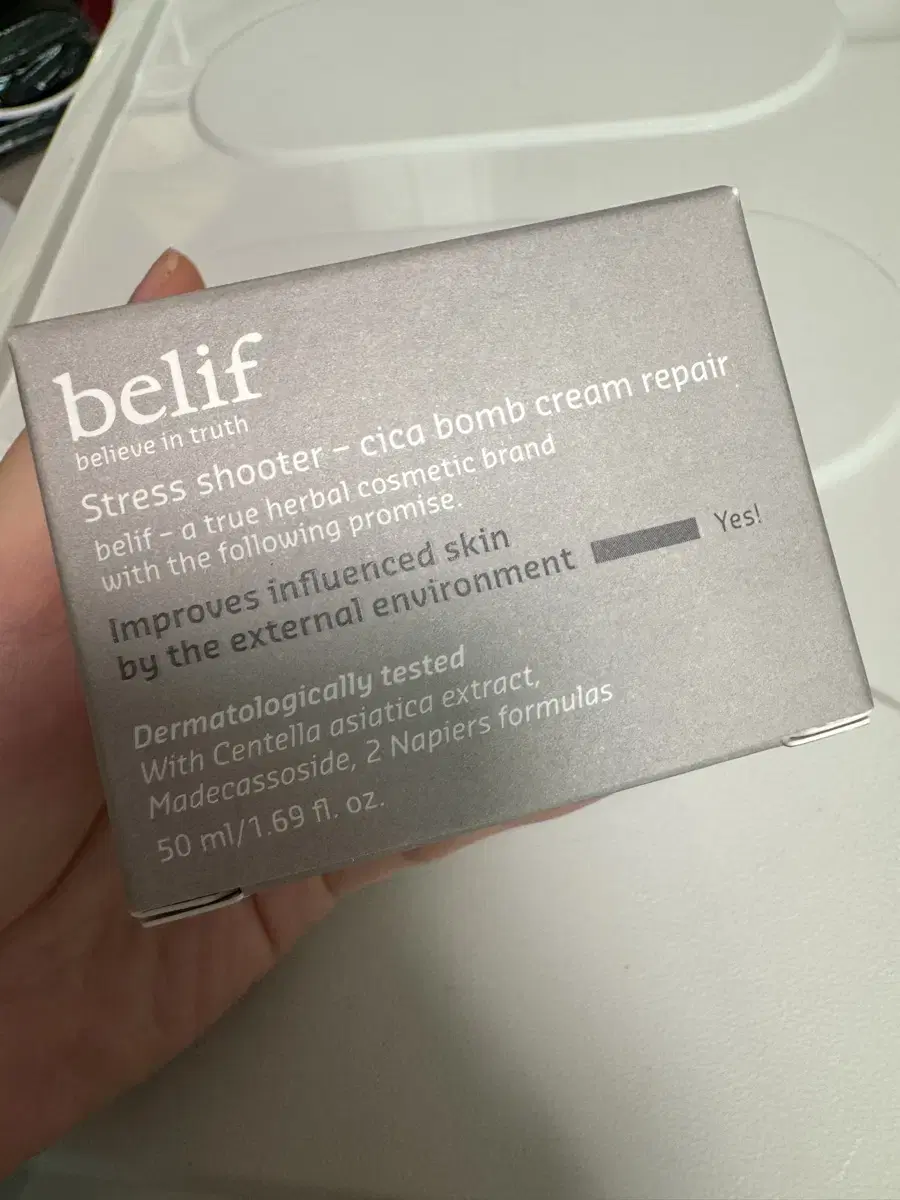 belif
believe in truth
Stress shooter – cica bomb cream repair
belif – a true herbal cosmetic brand
with the following promise.
Improves influenced skin
by the external environment Yes!
Dermatologically tested
With Centella asiatica extract,
Madecassoside, 2 Napiers formulas
50 ml/1.69 fl. oz.